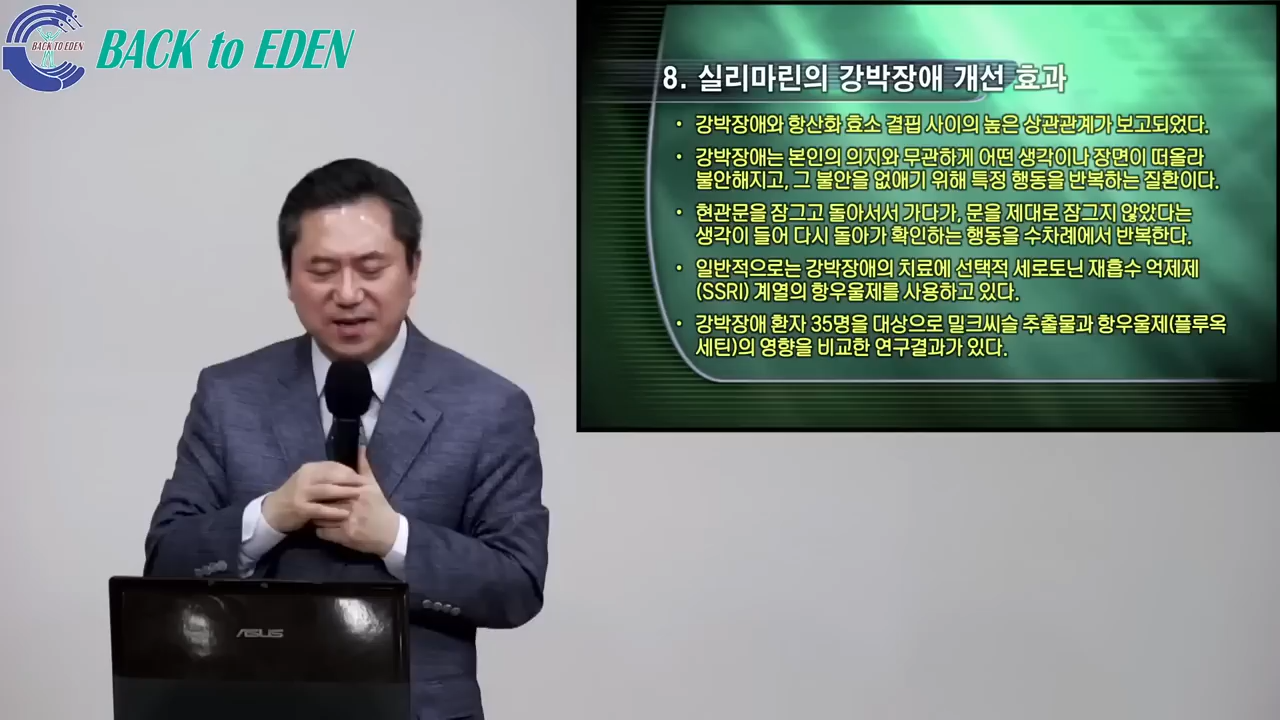 BACK TO EDEN
BACK to EDEN
8. 실리마린의 강박장애 개선 효과
• 강박장애와 항산화 효소 결핍 사이의 높은 상관관계가 보고되었다.
• 강박장애는 본인의 의지와 무관하게 어떤 생각이나 장면이 떠올라
불안해지고, 그 불안을 없애기 위해 특정 행동을 반복하는 질환이다.
• 현관문을 잠그고 돌아서서 가다가, 문을 제대로 잠그지 않았다는
생각이 들어 다시 돌아가 확인하는 행동을 수차례에서 반복한다.
• 일반적으로는 강박장애의 치료에 선택적 세로토닌 재흡수 억제제
(SSRI) 계열의 항우울제를 사용하고 있다.
• 강박장애 환자 35명을 대상으로 밀크씨슬 추출물과 항우울제(플루옥
세틴)의 영향을 비교한 연구결과가 있다.
ASUS